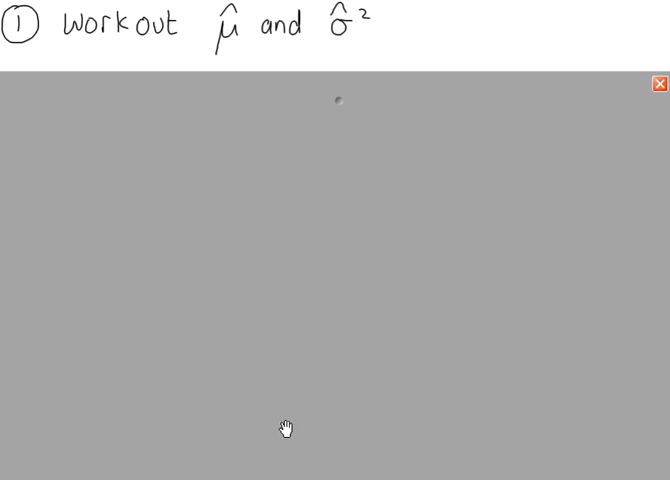 ① Workout μ̂ and σ̂²